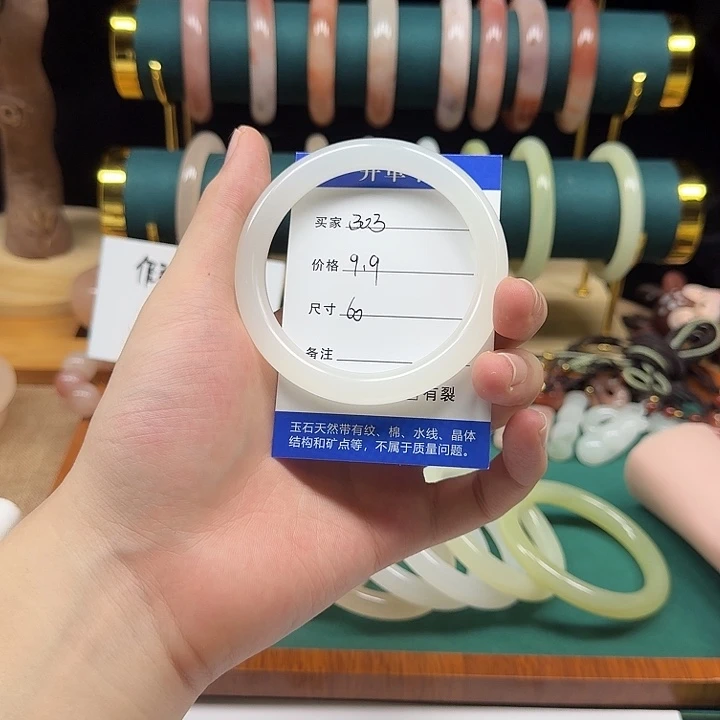 开单
买家 323
价格 9.9
尺寸 60
备注
有裂
玉石天然带有纹、棉、水线、晶体
结构和矿点等，不属于质量问题。
作